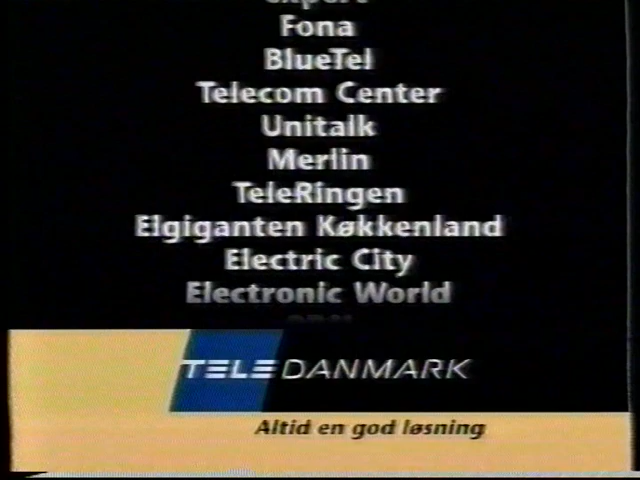 expert
Fona
BlueTel
Telecom Center
Unitalk
Merlin
TeleRingen
Elgiganten Køkkenland
Electric City
Electronic World
TELE DANMARK
Altid en god løsning